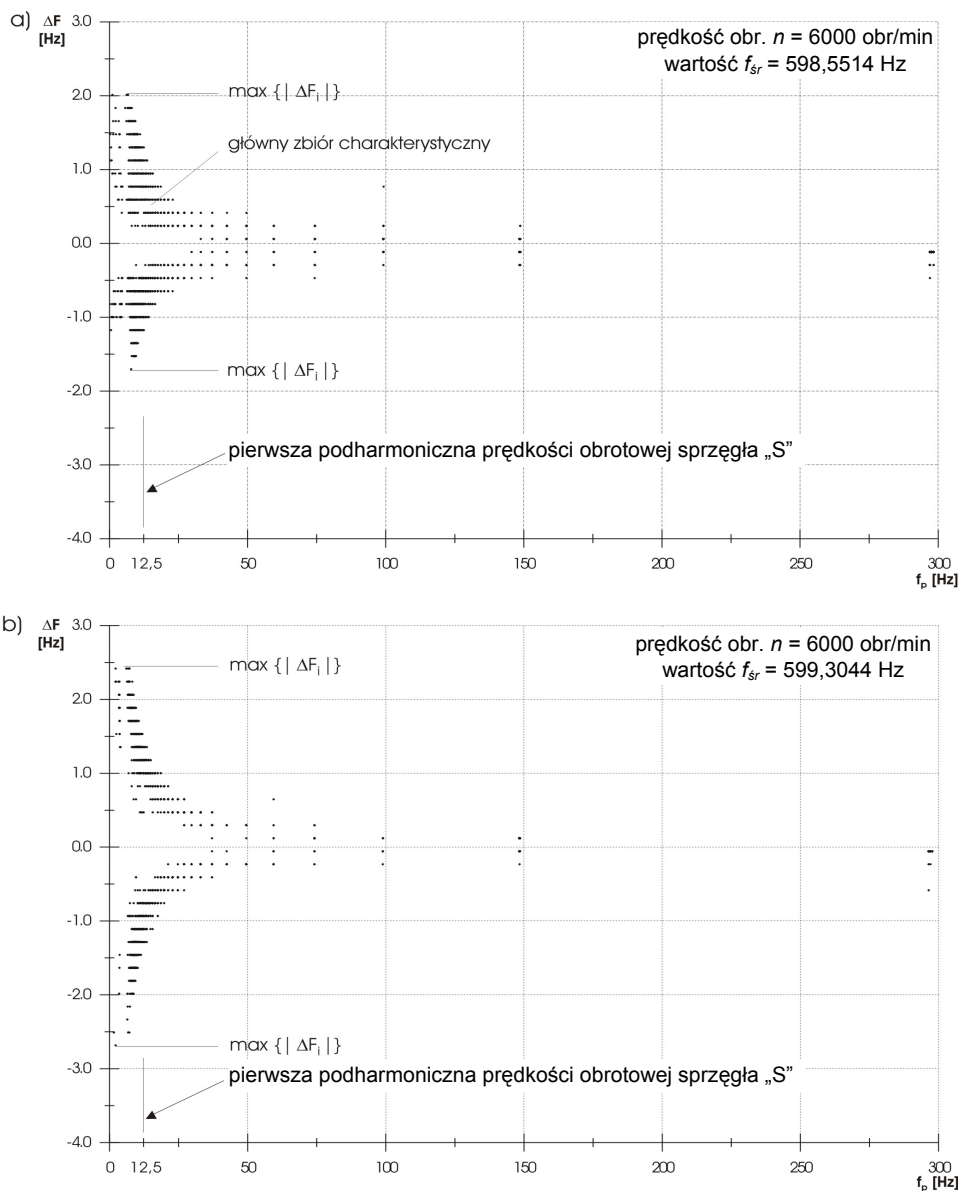 a) ΔF
[Hz]
3.0
2.0
1.0
0.0
-1.0
-2.0
-3.0
-4.0
prędkość obr. n = 6000 obr/min
wartość fśr = 598,5514 Hz
max {| ΔFi |}
główny zbiór charakterystyczny
max {| ΔFi |}
pierwsza podharmoniczna prędkości obrotowej sprzęgła „S”
0 12,5 50 100 150 200 250 300
fp [Hz]
b) ΔF
[Hz]
3.0
2.0
1.0
0.0
-1.0
-2.0
-3.0
-4.0
prędkość obr. n = 6000 obr/min
wartość fśr = 599,3044 Hz
max {| ΔFi |}
max {| ΔFi |}
pierwsza podharmoniczna prędkości obrotowej sprzęgła „S”
0 12,5 50 100 150 200 250 300
fp [Hz]